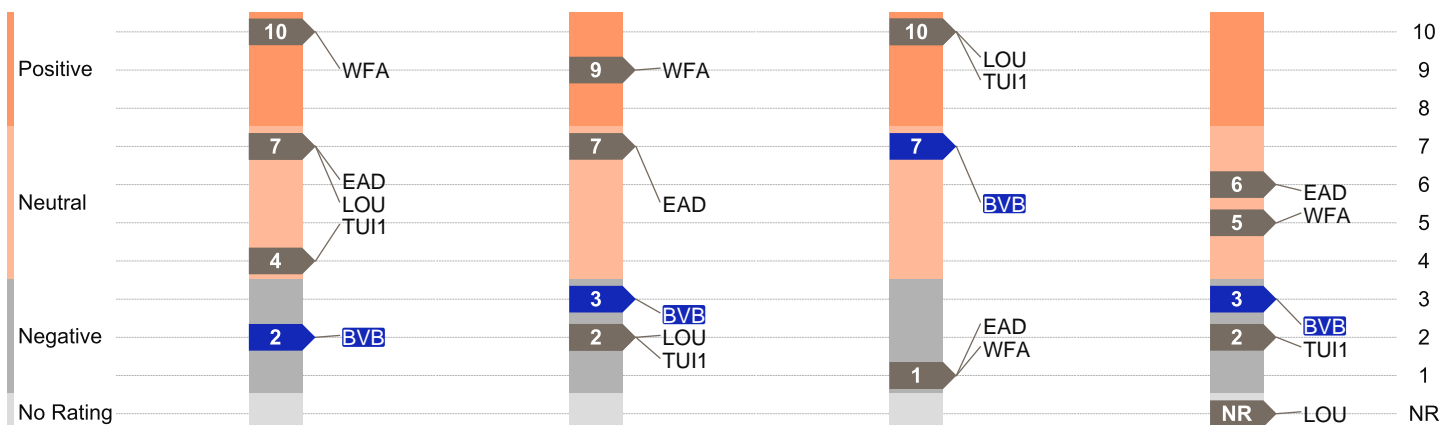 10 10 10
WFA LOU
Positive 9 WFA TUI1 9
8
7 7 7 7
EAD
LOU EAD BVB 6 EAD 6
Neutral TUI1 5 WFA 5
4 4
3 3 3
BVB EAD BVB
Negative 2 BVB 2 LOU WFA 2 TUI1 2
TUI1
1 1
No Rating NR LOU NR